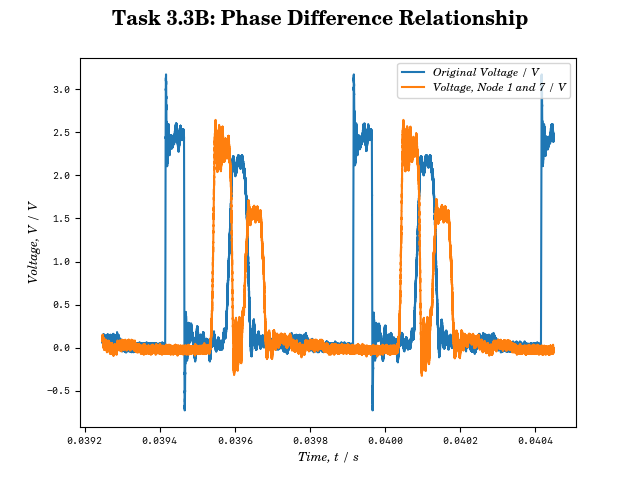 Task 3.3B: Phase Difference Relationship
Original Voltage / V
Voltage, Node 1 and 7 / V
3.0
2.5
2.0
1.5
1.0
0.5
0.0
−0.5
Voltage, V / V
0.0392 0.0394 0.0396 0.0398 0.0400 0.0402 0.0404
Time, t / s